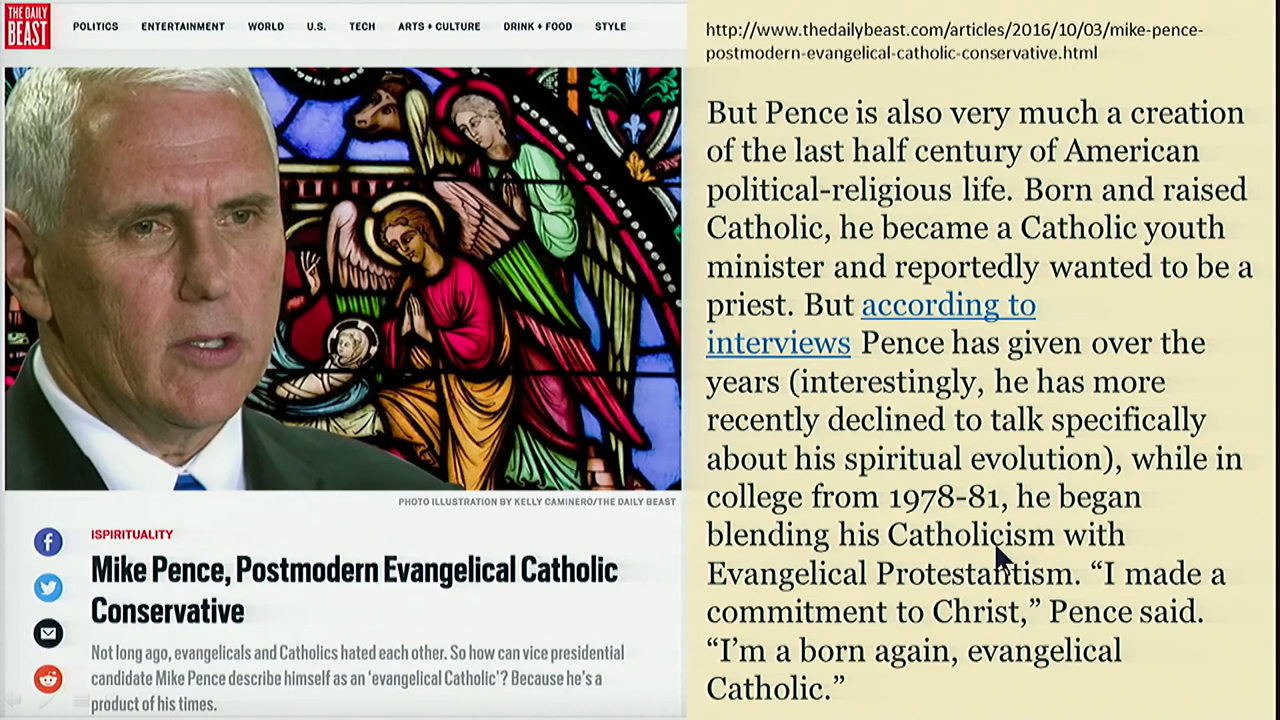 THE DAILY
BEAST
POLITICS ENTERTAINMENT WORLD U.S. TECH ARTS + CULTURE DRINK + FOOD STYLE
PHOTO ILLUSTRATION BY KELLY CAMINERO/THE DAILY BEAST
ISPIRITUALITY
Mike Pence, Postmodern Evangelical Catholic
Conservative
Not long ago, evangelicals and Catholics hated each other. So how can vice presidential
candidate Mike Pence describe himself as an ‘evangelical Catholic’? Because he’s a
product of his times.
http://www.thedailybeast.com/articles/2016/10/03/mike-pence-
postmodern-evangelical-catholic-conservative.html
But Pence is also very much a creation
of the last half century of American
political-religious life. Born and raised
Catholic, he became a Catholic youth
minister and reportedly wanted to be a
priest. But according to
interviews Pence has given over the
years (interestingly, he has more
recently declined to talk specifically
about his spiritual evolution), while in
college from 1978-81, he began
blending his Catholicism with
Evangelical Protestantism. “I made a
commitment to Christ,” Pence said.
“I’m a born again, evangelical
Catholic.”